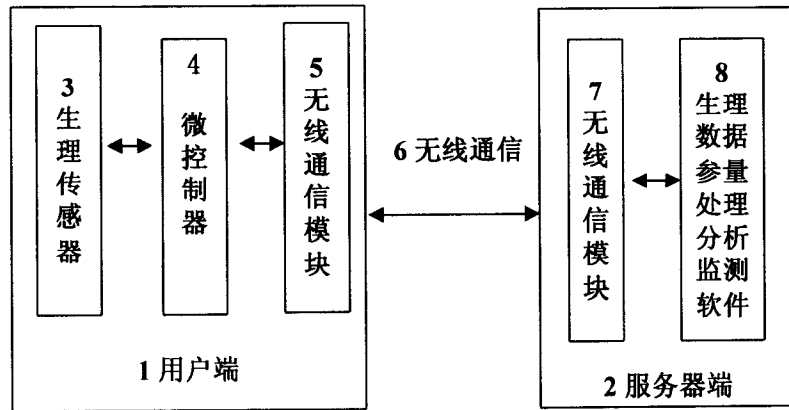 3
生
理
传
感
器
4
微
控
制
器
5
无
线
通
信
模
块
1 用户端
6 无线通信
7
无
线
通
信
模
块
8
生理
数据
参量
处理
分析
监测
软件
2 服务器端